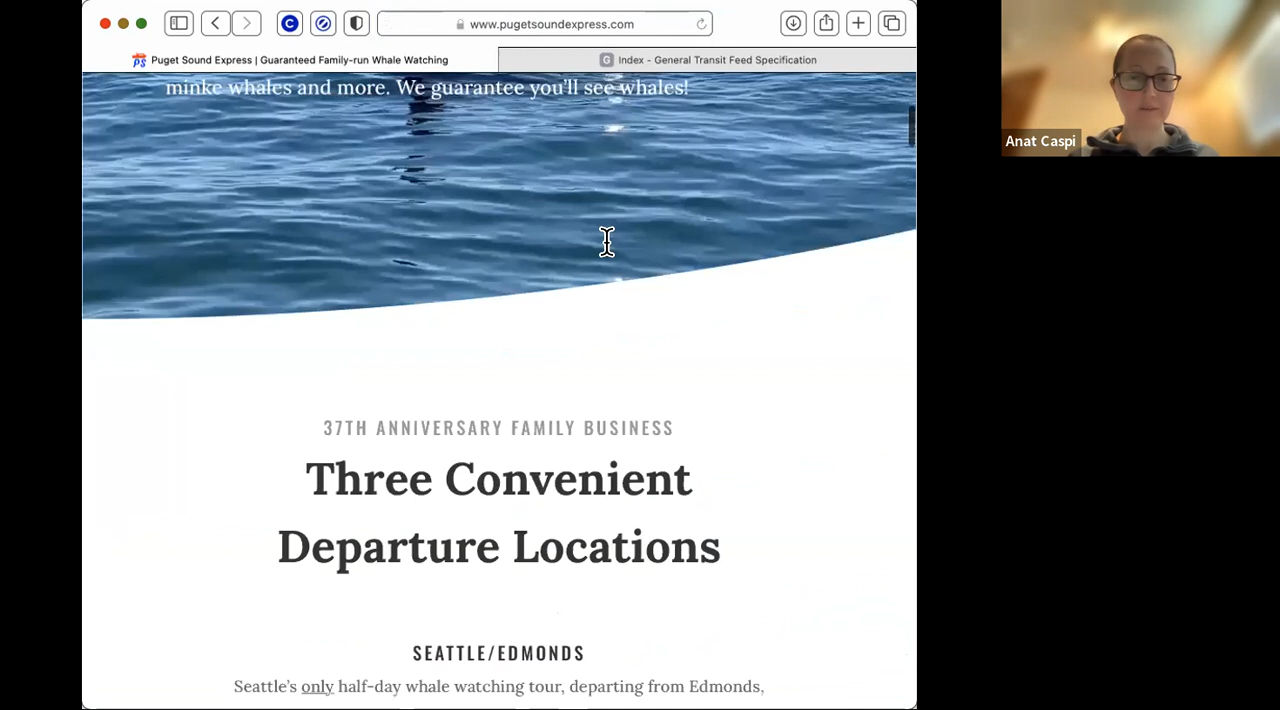 www.pugetsoundexpress.com
Puget Sound Express | Guaranteed Family-run Whale Watching
Index - General Transit Feed Specification
minke whales and more. We guarantee you'll see whales!
Anat Caspi
37TH ANNIVERSARY FAMILY BUSINESS
Three Convenient
Departure Locations
SEATTLE/EDMONDS
Seattle's only half-day whale watching tour, departing from Edmonds,